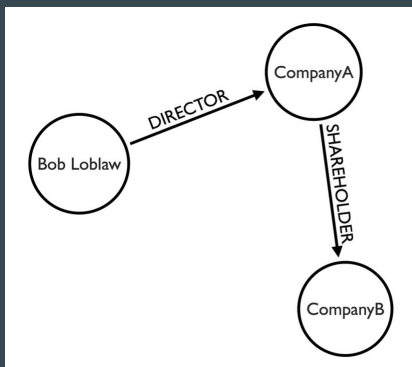 CompanyA
DIRECTOR
Bob Loblaw
SHAREHOLDER
CompanyB